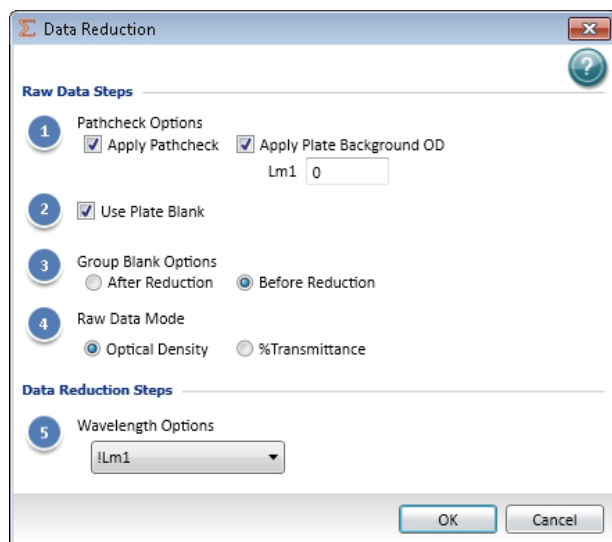 Data Reduction
?
Raw Data Steps
1
Pathcheck Options
Apply Pathcheck Apply Plate Background OD
Lm1 0
2 Use Plate Blank
3
Group Blank Options
After Reduction Before Reduction
4
Raw Data Mode
Optical Density %Transmittance
Data Reduction Steps
5
Wavelength Options
!Lm1
OK Cancel